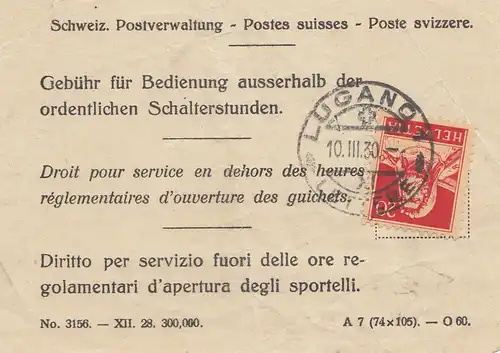 Schweiz. Postverwaltung - Postes suisses - Poste svizzere.
Gebühr für Bedienung ausserhalb der
ordentlichen Schalterstunden.
Droit pour service en dehors des heures
réglementaires d'ouverture des guichets.
Diritto per servizio fuori delle ore re-
golamentari d'apertura degli sportelli.
No. 3156. — XII. 28. 300,000.
A 7 (74×105). — O 60.
LUGANO
10.III.30
LETTERE
HELVETIA
20